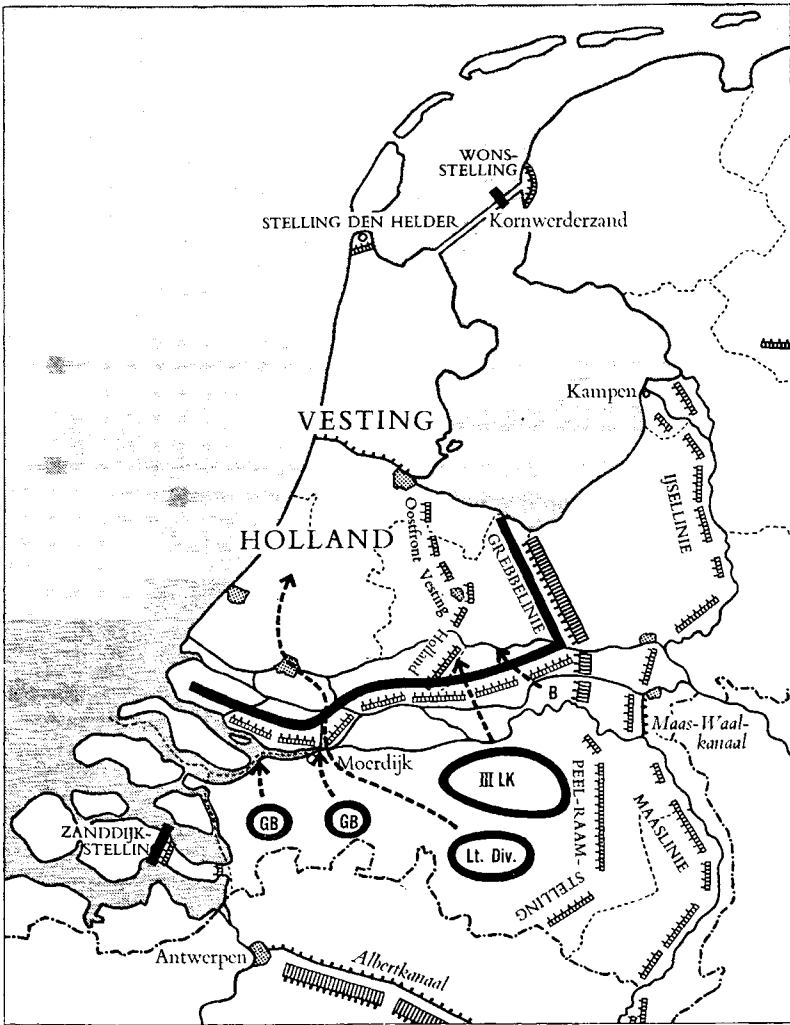 WONS-
STELLING
STELLING DEN HELDER
Kornwerderzand
Kampen
VESTING
IJSELLINIE
HOLLAND
Oostfront
Vesting
Holland
GREBBELINIE
B
Maas-Waal-
kanaal
Moerdijk
III LK
PEEL-RAAM-
STELLING
MAASLINIE
GB
GB
Lt. Div.
ZANDDIJK-
STELLIN
Antwerpen
Albertkanaal